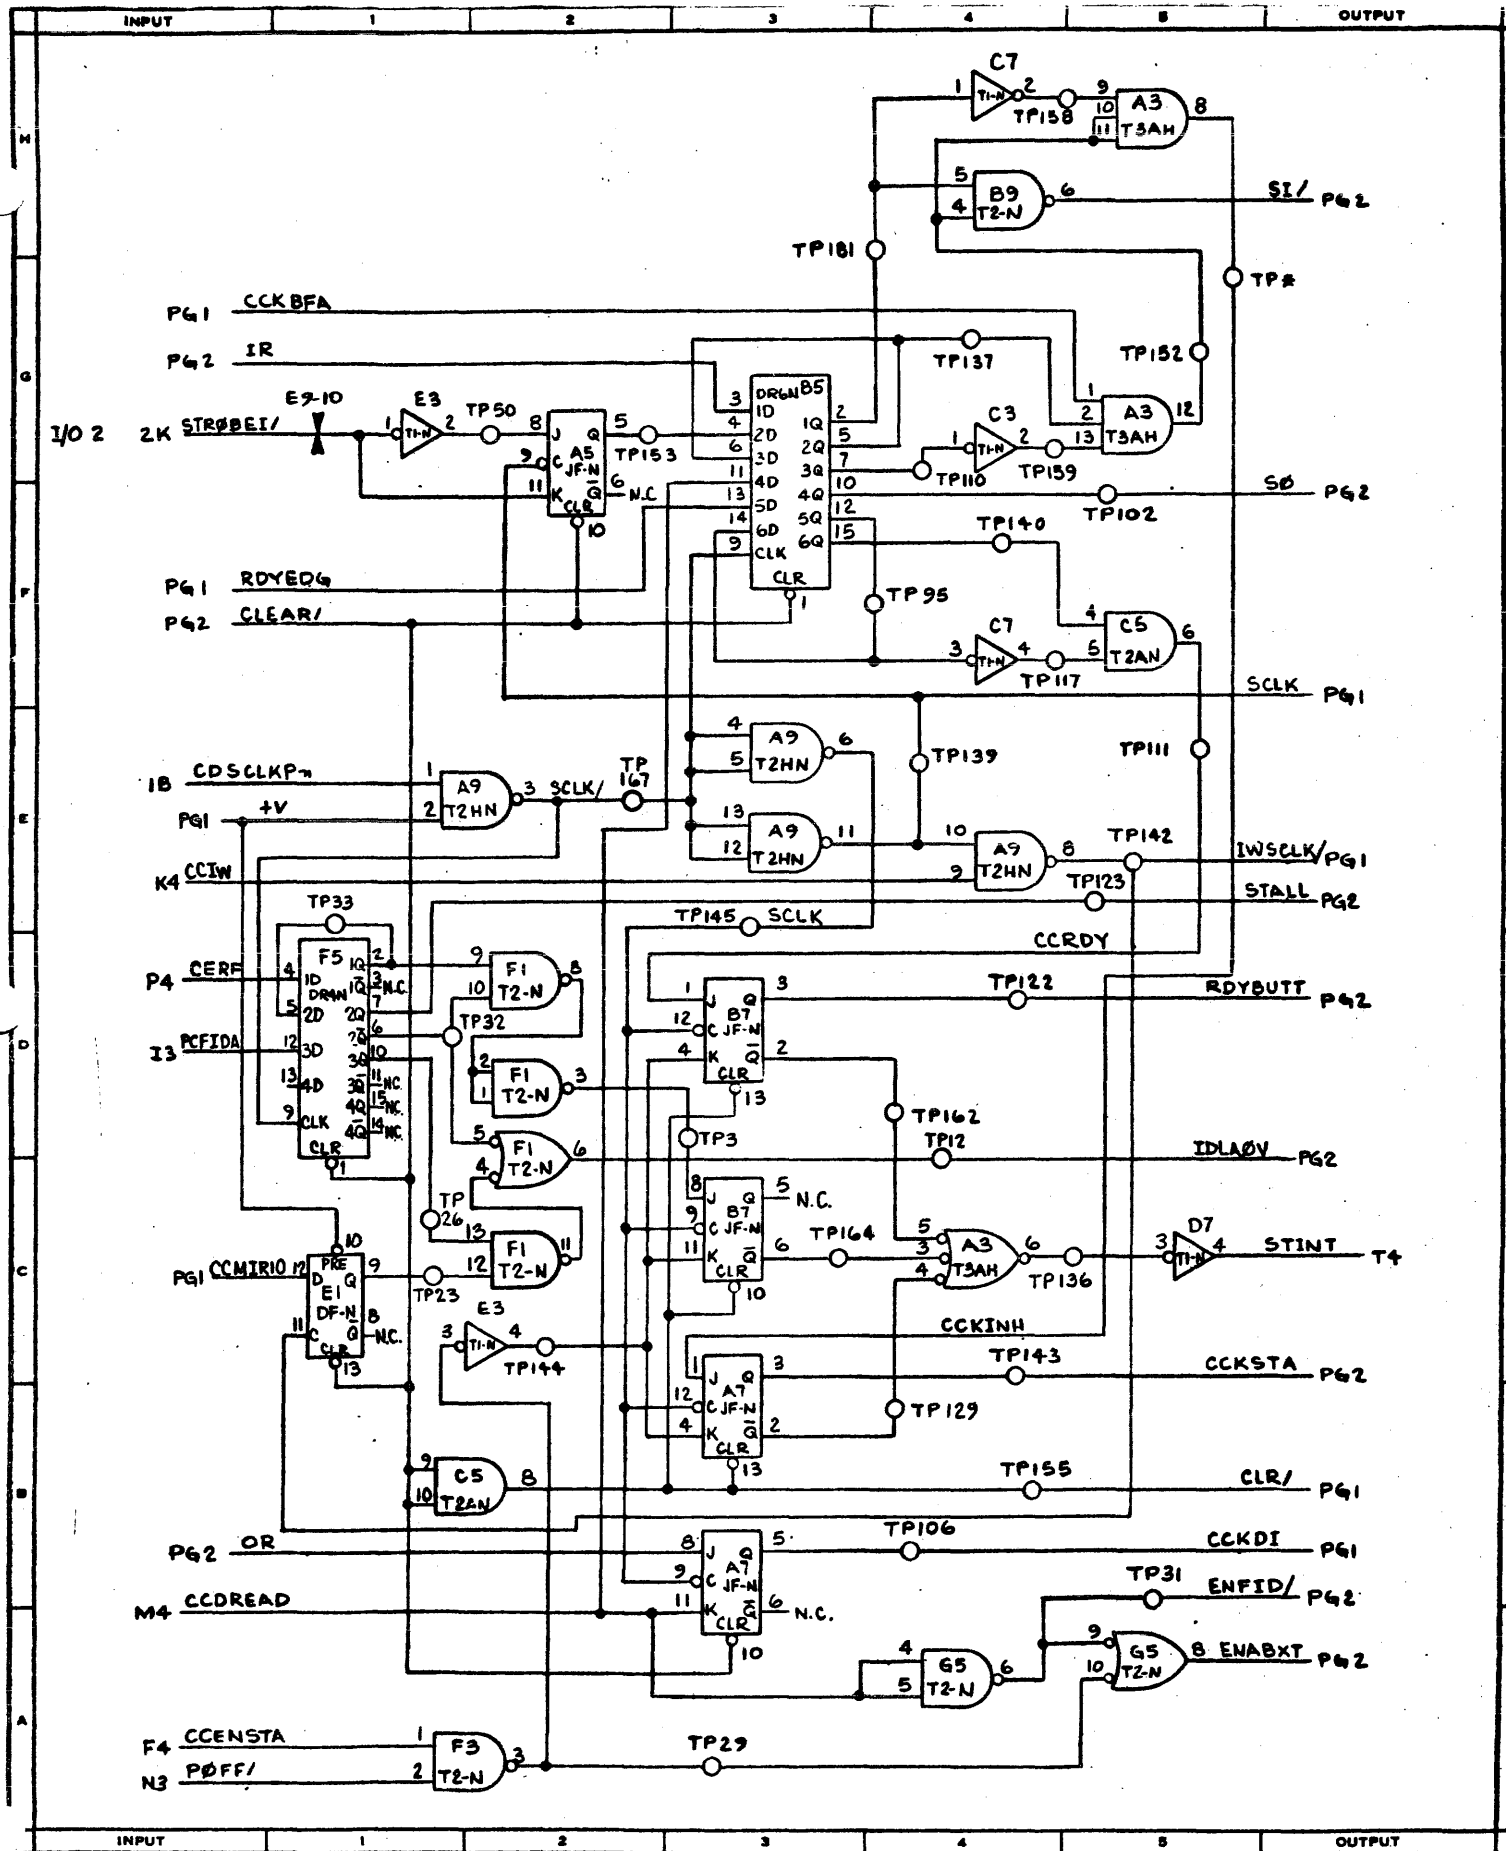 INPUT 1 2 3 4 5 OUTPUT
H
C7
1 T1-N 2
TP158
9 10 11 A3 T3AH 8
5 4 B9 T2-N 6
SI/ PG2
TP181
TP*
G
PG1 CCKBFA
PG2 IR
TP137
TP152
I/O 2 2K STRØBEI/
E9-10
E3
1 T1-N 2
TP50
8 J Q 5
9 C A5 JF-N
11 K Q 6 N.C
CLR 10
TP153
DR6N B5
3 1D 1Q 2
4 2D 2Q 5
6 3D 3Q 7
11 4D 4Q 10
13 5D 5Q 12
14 6D 6Q 15
9 CLK
CLR 1
C3
1 T1-N 2
TP110
TP159
1 2 13 A3 T3AH 12
TP102
SØ PG2
TP140
F
PG1 RDYEDG
PG2 CLEAR/
TP95
C7
3 T1-N 4
TP117
4 5 C5 T2AN 6
SCLK PG1
E
1B CDSCLKPn
PG1 +V
1 2 A9 T2HN 3
SCLK/
TP 167
4 5 A9 T2HN 6
TP139
TP111
13 12 A9 T2HN 11
10 9 A9 T2HN 8
TP142
IWSCLK/ PG1
K4 CCIW
TP123
STALL PG2
TP33
TP145 SCLK
CCRDY
D
P4 CERF
I3 PCFIDA
F5 DR4N
4 1D 1Q 2
1Q 3 N.C.
5 2D 2Q 7
2Q 6
12 3D 3Q 10
3Q 11 NC.
13 4D 4Q 15 NC.
4Q 14 NC
9 CLK
CLR 1
9 10 F1 T2-N 8
TP32
2 1 F1 T2-N 3
5 4 F1 T2-N 6
TP 26
13 12 F1 T2-N 11
1 J Q 3
12 C B7 JF-N
4 K Q 2
CLR 13
TP122
RDYBUTT PG2
TP162
TP3
TP12
IDLAØV PG2
C
8 J Q 5 N.C.
9 C B7 JF-N
11 K Q 6
CLR 10
TP164
5 3 4 A3 T3AH 6
TP136
D7
3 T1-N 4
STINT T4
PG1 CCMIR10
10 PRE
12 D Q 9
E1 DF-N
11 C Q 8 N.C.
CLR 13
TP23
E3
3 T1-N 4
TP144
CCKINH
1 J Q 3
12 C A7 JF-N
4 K Q 2
CLR 13
TP143
CCKSTA PG2
TP129
B
9 10 C5 T2AN 8
TP155
CLR/ PG1
PG2 OR
8 J Q 5
9 C A7 JF-N
11 K Q 6 N.C.
CLR 10
TP106
CCKDI PG1
M4 CCDREAD
TP31
ENFID/ PG2
A
4 5 G5 T2-N 6
9 10 G5 T2-N 8
ENABXT PG2
F4 CCENSTA
N3 PØFF/
1 2 F3 T2-N 3
TP29
INPUT 1 2 3 4 5 OUTPUT